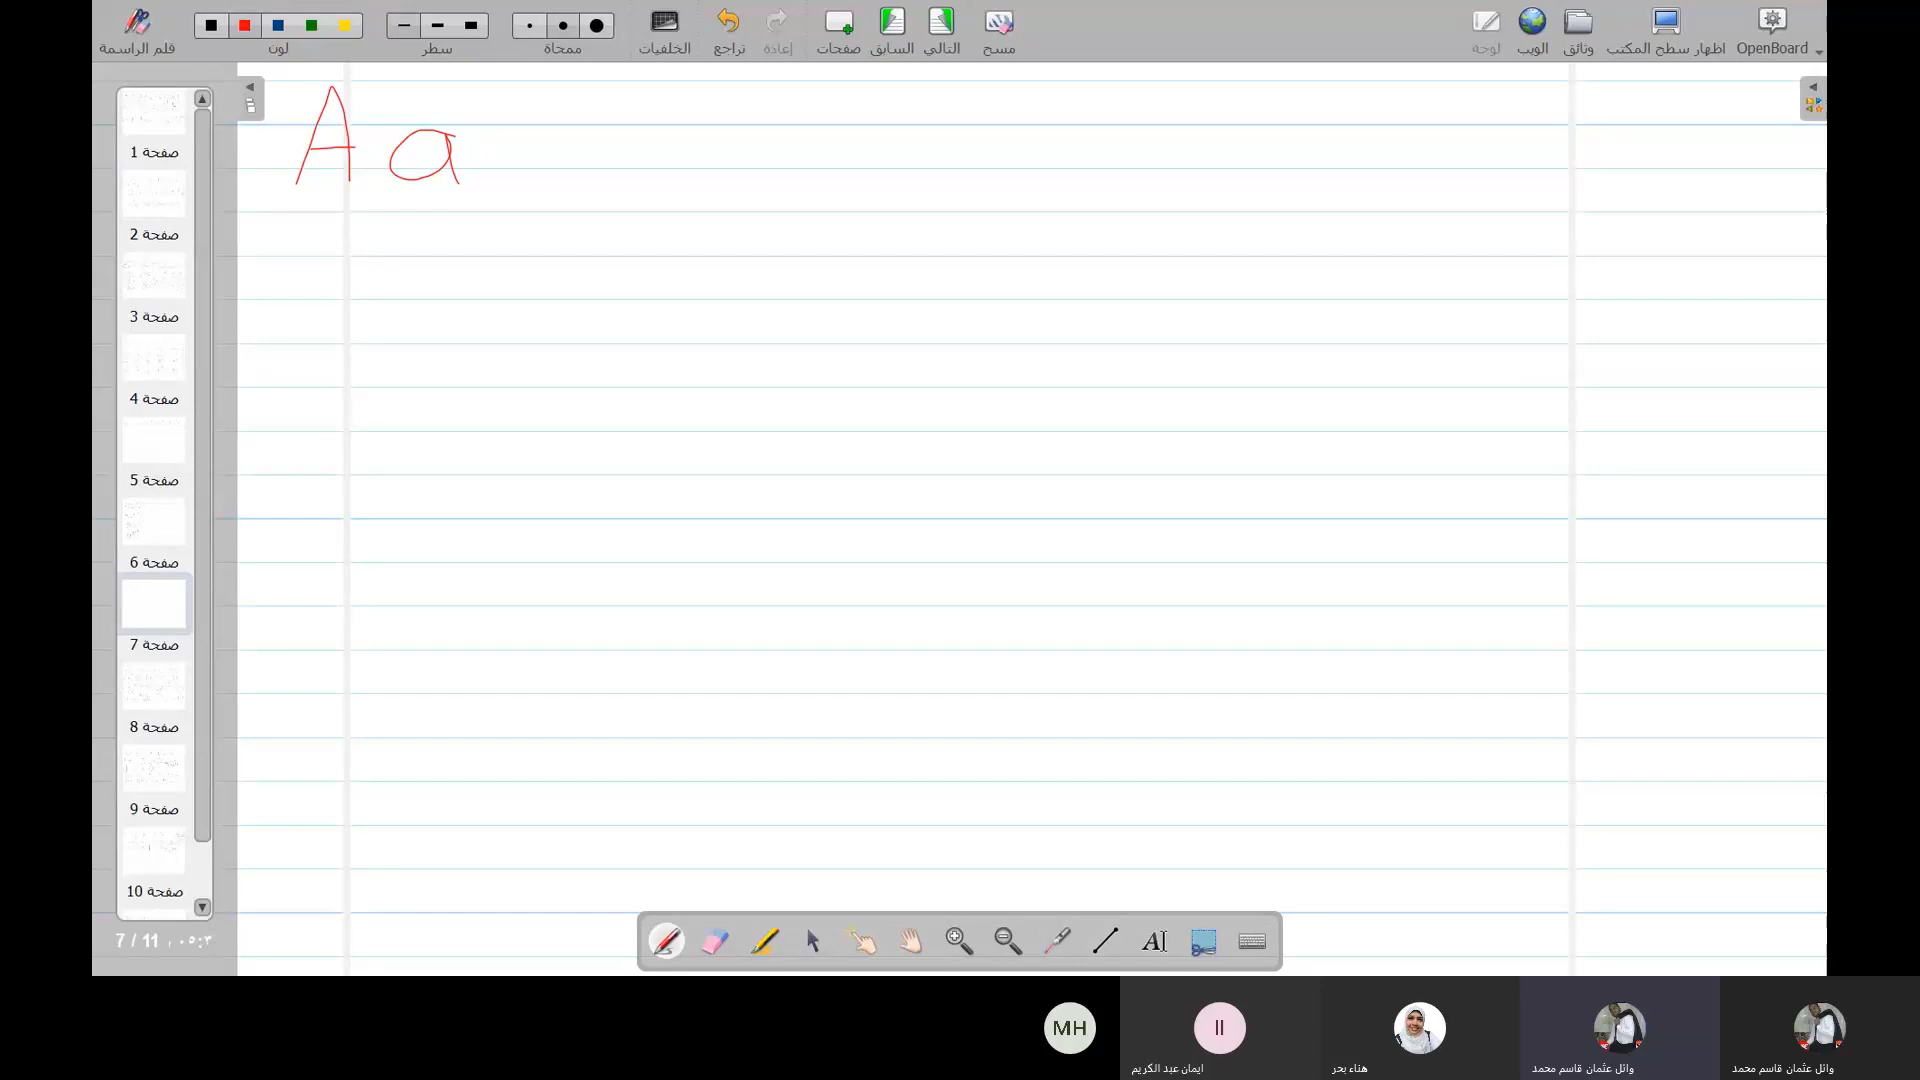 قلم الراسمة
لون
سطر
ممحاة
الخلفيات
تراجع
إعادة
صفحات
السابق
التالي
مسح
لوحة
الويب
وثائق
اظهار سطح المكتب
OpenBoard
A a
صفحة 1
صفحة 2
صفحة 3
صفحة 4
صفحة 5
صفحة 6
صفحة 7
صفحة 8
صفحة 9
صفحة 10
7 / 11
AI
MH
II
ايمان عبد الكريم
هناء بحر
وائل عثمان قاسم محمد
وائل عثمان قاسم محمد